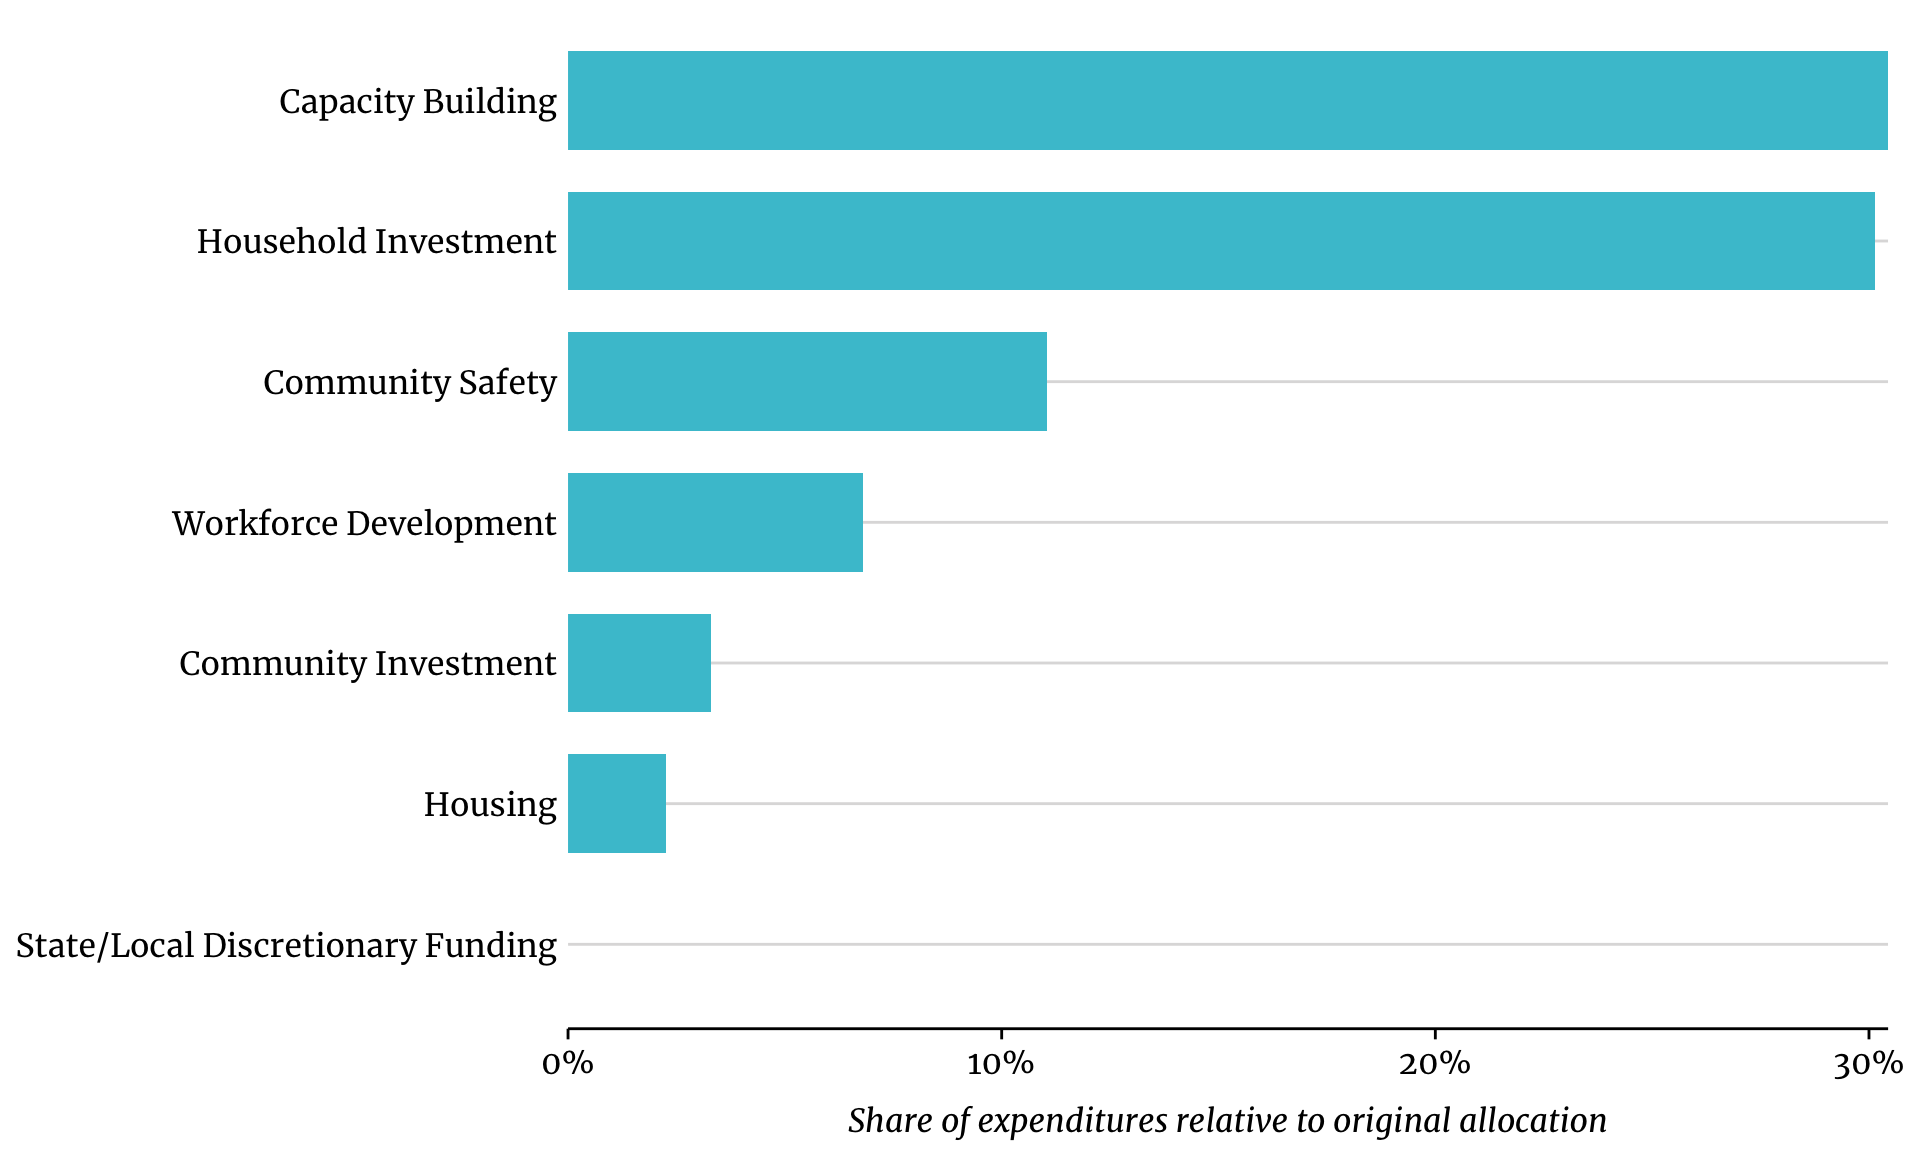 Capacity Building
Household Investment
Community Safety
Workforce Development
Community Investment
Housing
State/Local Discretionary Funding
0% 10% 20% 30%
Share of expenditures relative to original allocation